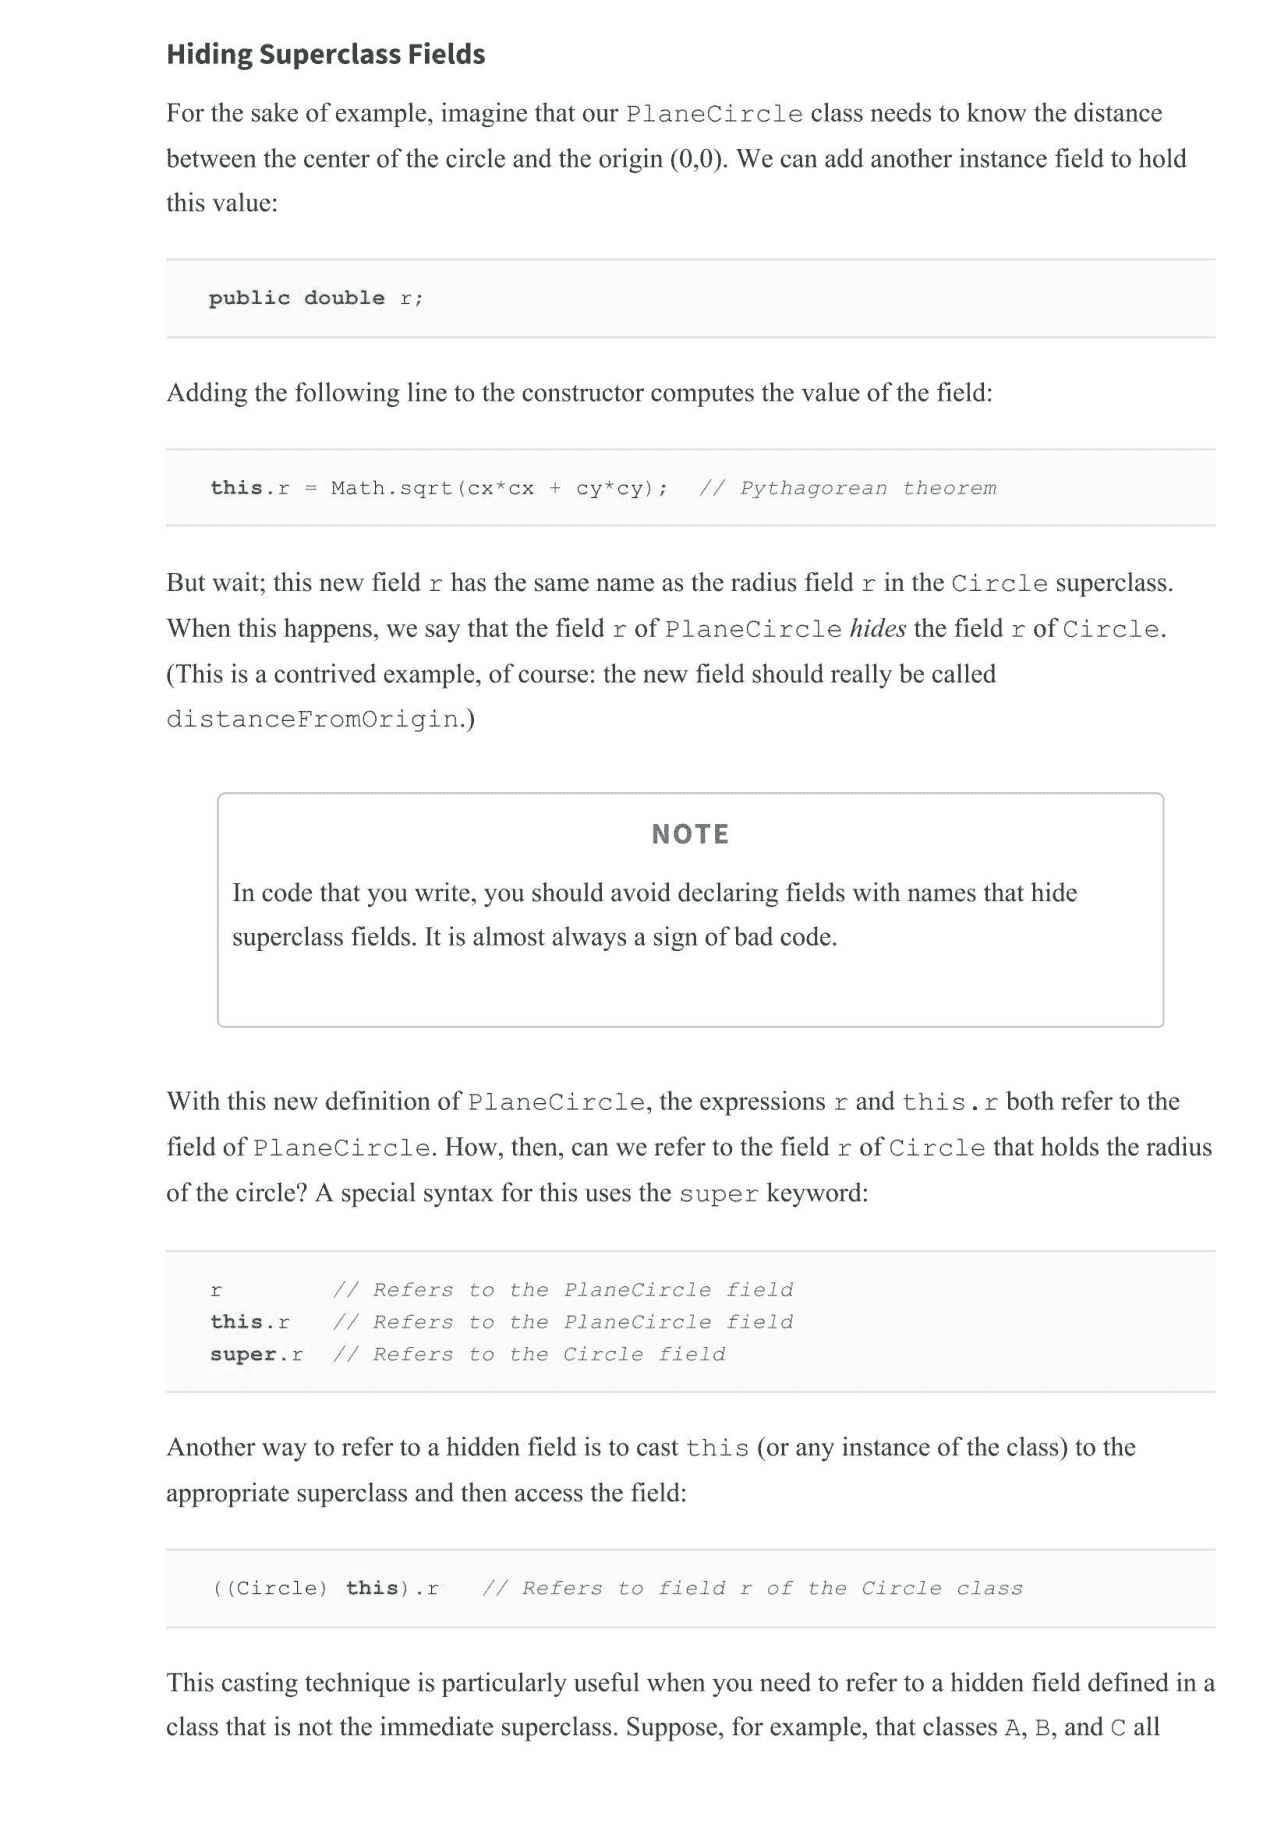 Hiding Superclass Fields
For the sake of example, imagine that our PlaneCircle class needs to know the distance
between the center of the circle and the origin (0,0). We can add another instance field to hold
this value:
public double r;
Adding the following line to the constructor computes the value of the field:
this.r = Math.sqrt(cx*cx + cy*cy);  // Pythagorean theorem
But wait; this new field r has the same name as the radius field r in the Circle superclass.
When this happens, we say that the field r of PlaneCircle hides the field r of Circle.
(This is a contrived example, of course: the new field should really be called
distanceFromOrigin.)
NOTE
In code that you write, you should avoid declaring fields with names that hide
superclass fields. It is almost always a sign of bad code.
With this new definition of PlaneCircle, the expressions r and this.r both refer to the
field of PlaneCircle. How, then, can we refer to the field r of Circle that holds the radius
of the circle? A special syntax for this uses the super keyword:
r        // Refers to the PlaneCircle field
this.r   // Refers to the PlaneCircle field
super.r  // Refers to the Circle field
Another way to refer to a hidden field is to cast this (or any instance of the class) to the
appropriate superclass and then access the field:
((Circle) this).r   // Refers to field r of the Circle class
This casting technique is particularly useful when you need to refer to a hidden field defined in a
class that is not the immediate superclass. Suppose, for example, that classes A, B, and C all